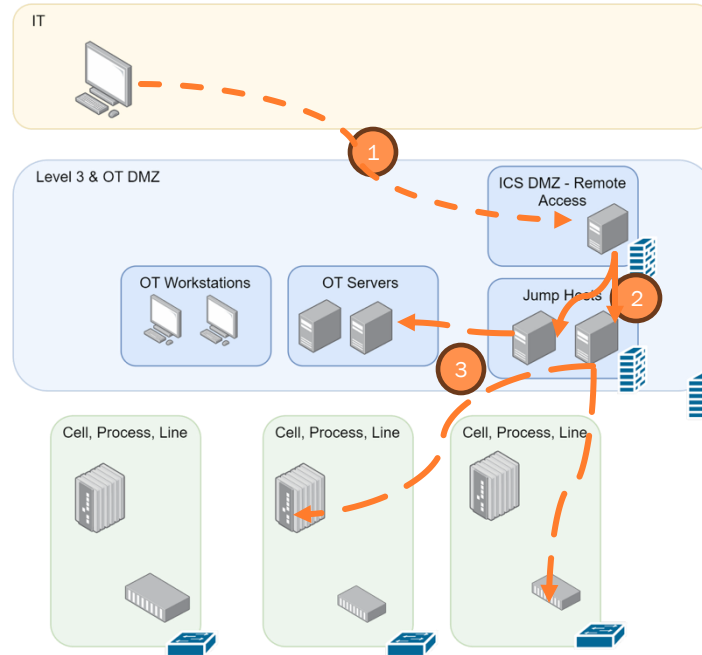 IT
1
Level 3 & OT DMZ
ICS DMZ - Remote
Access
OT Workstations
OT Servers
Jump Hosts
2
3
Cell, Process, Line
Cell, Process, Line
Cell, Process, Line